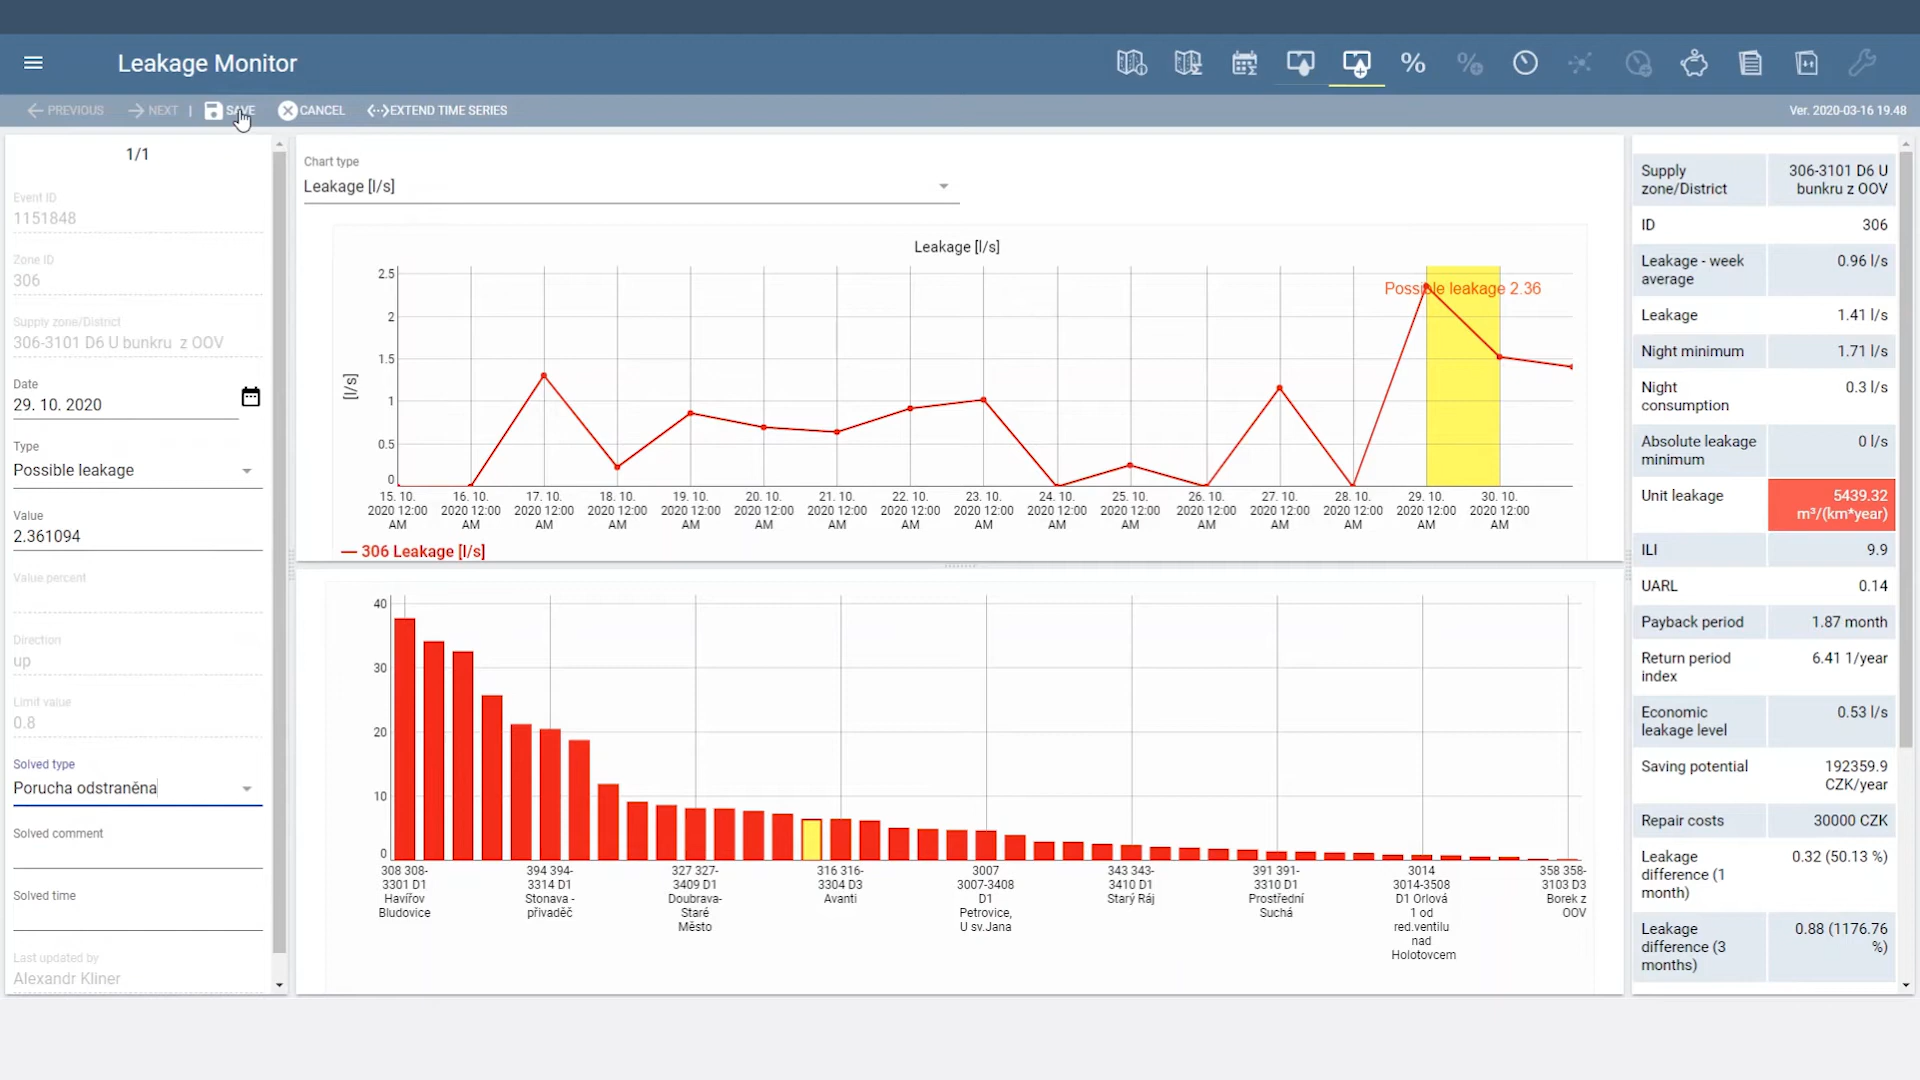 Leakage Monitor
%
PREVIOUS
NEXT
|
SAVE
CANCEL
EXTEND TIME SERIES
Ver. 2020-03-16 19.48
1/1
Event ID
1151848
Zone ID
306
Supply zone/District
306-3101 D6 U bunkru z OOV
Date
29. 10. 2020
Type
Possible leakage
Value
2.361094
Value percent
Direction
up
Limit value
0.8
Solved type
Porucha odstraněna
Solved comment
Solved time
Last updated by
Alexandr Kliner
Chart type
Leakage [l/s]
Leakage [l/s]
Possible leakage 2.36
[l/s]
2.5
2
1.5
1
0.5
0
15. 10.
2020 12:00
AM
16. 10.
2020 12:00
AM
17. 10.
2020 12:00
AM
18. 10.
2020 12:00
AM
19. 10.
2020 12:00
AM
20. 10.
2020 12:00
AM
21. 10.
2020 12:00
AM
22. 10.
2020 12:00
AM
23. 10.
2020 12:00
AM
24. 10.
2020 12:00
AM
25. 10.
2020 12:00
AM
26. 10.
2020 12:00
AM
27. 10.
2020 12:00
AM
28. 10.
2020 12:00
AM
29. 10.
2020 12:00
AM
30. 10.
2020 12:00
AM
306 Leakage [l/s]
40
30
20
10
0
308 308-
3301 D1
Havířov
Bludovice
394 394-
3314 D1
Stonava -
přivaděč
327 327-
3409 D1
Doubrava-
Staré
Město
316 316-
3304 D3
Avanti
3007
3007-3408
D1
Petrovice,
U sv.Jana
343 343-
3410 D1
Starý Ráj
391 391-
3310 D1
Prostřední
Suchá
3014
3014-3508
D1 Orlová
1 od
red.ventilu
nad
Holotovcem
358 358-
3103 D3
Borek z
OOV
Supply
zone/District
306-3101 D6 U
bunkru z OOV
ID
306
Leakage - week
average
0.96 l/s
Leakage
1.41 l/s
Night minimum
1.71 l/s
Night
consumption
0.3 l/s
Absolute leakage
minimum
0 l/s
Unit leakage
5439.32
m³/(km*year)
ILI
9.9
UARL
0.14
Payback period
1.87 month
Return period
index
6.41 1/year
Economic
leakage level
0.53 l/s
Saving potential
192359.9
CZK/year
Repair costs
30000 CZK
Leakage
difference (1
month)
0.32 (50.13 %)
Leakage
difference (3
months)
0.88 (1176.76
%)